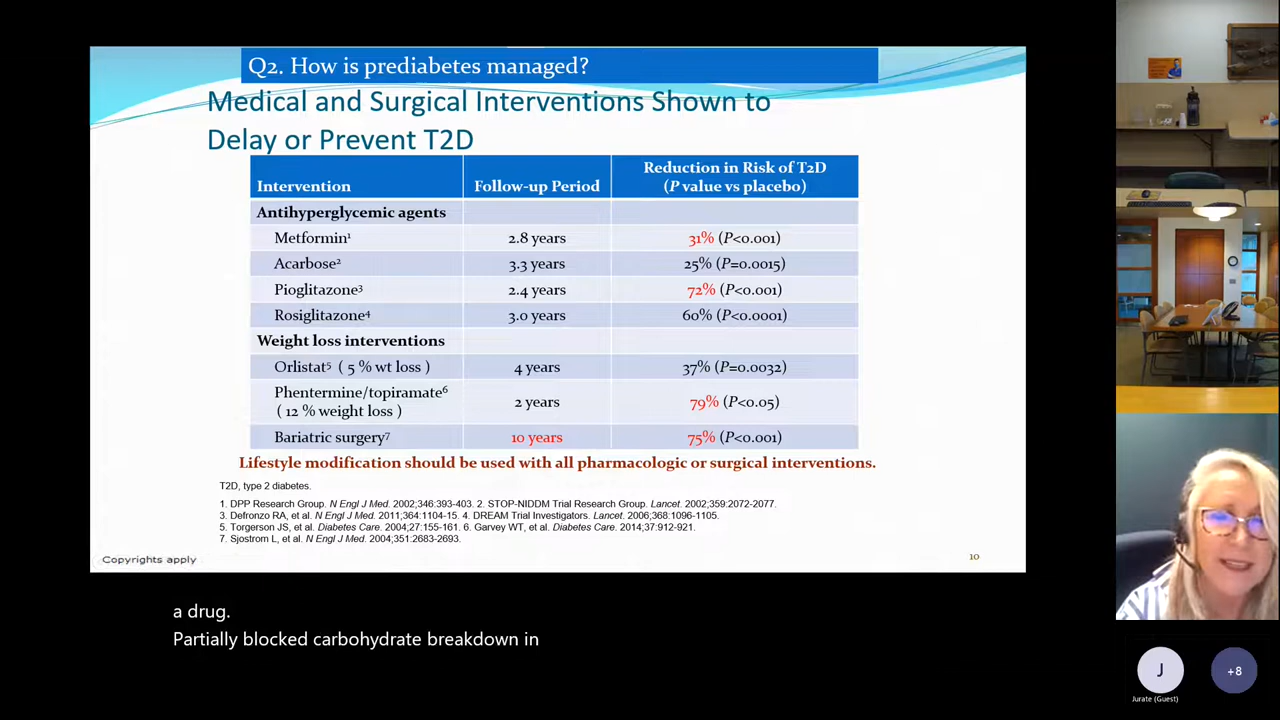 Q2. How is prediabetes managed?
Medical and Surgical Interventions Shown to
Delay or Prevent T2D
Intervention
Follow-up Period
Reduction in Risk of T2D
(P value vs placebo)
Antihyperglycemic agents
Metformin¹ 2.8 years 31% (P<0.001)
Acarbose² 3.3 years 25% (P=0.0015)
Pioglitazone³ 2.4 years 72% (P<0.001)
Rosiglitazone⁴ 3.0 years 60% (P<0.0001)
Weight loss interventions
Orlistat⁵ ( 5 % wt loss ) 4 years 37% (P=0.0032)
Phentermine/topiramate⁶
( 12 % weight loss )
2 years 79% (P<0.05)
Bariatric surgery⁷ 10 years 75% (P<0.001)
Lifestyle modification should be used with all pharmacologic or surgical interventions.
T2D, type 2 diabetes.
1. DPP Research Group. N Engl J Med. 2002;346:393-403. 2. STOP-NIDDM Trial Research Group. Lancet. 2002;359:2072-2077.
3. Defronzo RA, et al. N Engl J Med. 2011;364:1104-15. 4. DREAM Trial Investigators. Lancet. 2006;368:1096-1105.
5. Torgerson JS, et al. Diabetes Care. 2004;27:155-161. 6. Garvey WT, et al. Diabetes Care. 2014;37:912-921.
7. Sjostrom L, et al. N Engl J Med. 2004;351:2683-2693.
Copyrights apply
10
a drug.
Partially blocked carbohydrate breakdown in
J
+8
Jurate (Guest)